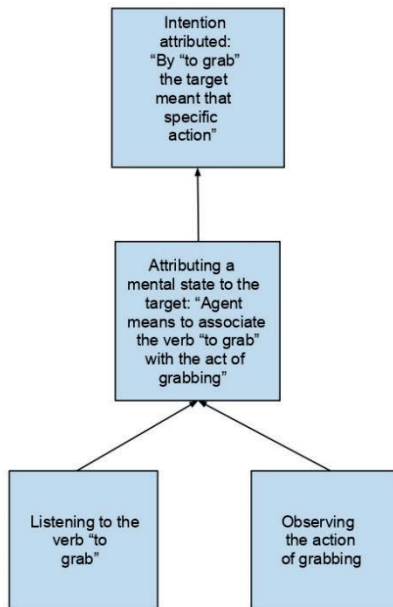 Intention
attributed:
“By “to grab”
the target
meant that
specific
action”
Attributing a
mental state to the
target: “Agent
means to associate
the verb “to grab”
with the act of
grabbing”
Listening to the
verb “to
grab”
Observing
the action
of grabbing